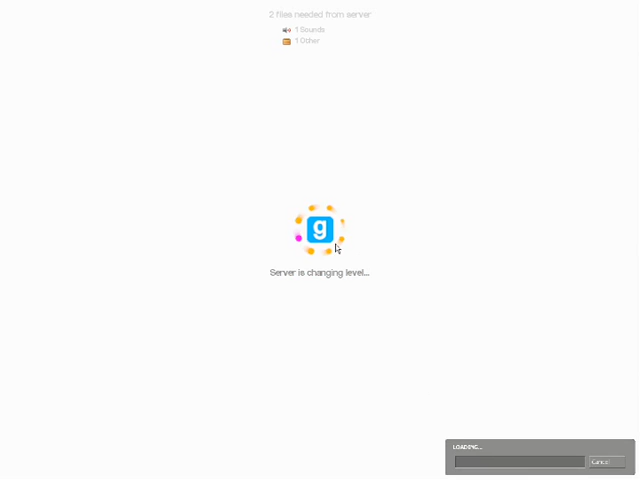 2 files needed from server
1 Sounds
1 Other
g
Server is changing level...
LOADING...
Cancel